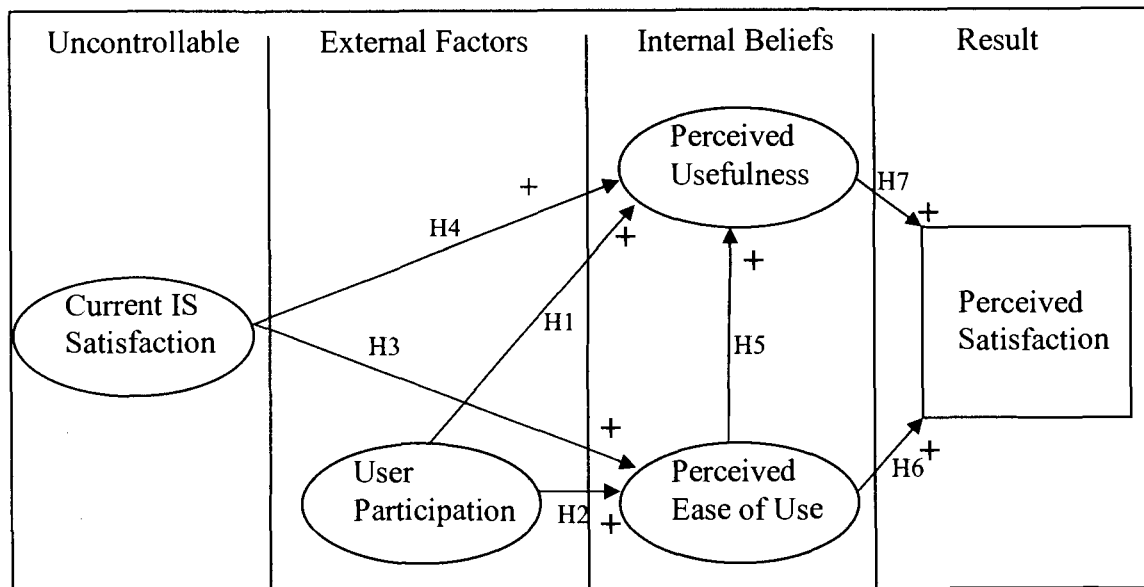 Uncontrollable
External Factors
Internal Beliefs
Result
Perceived
Usefulness
+
H7
+
H4
+
+
Current IS
Satisfaction
H1
Perceived
Satisfaction
H3
H5
+
+
User
Participation
H2
+
Perceived
Ease of Use
H6